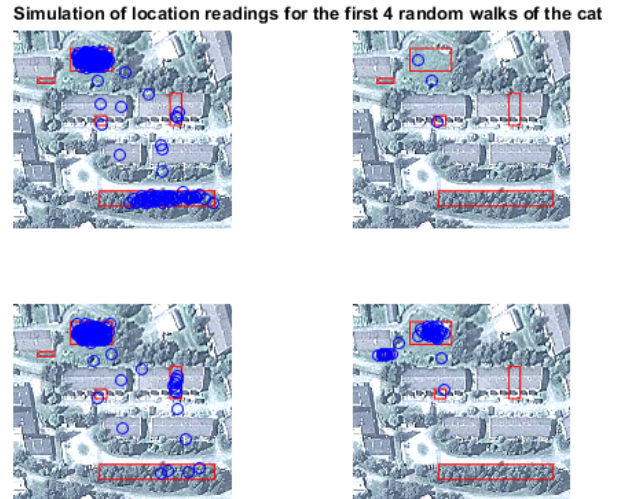 Simulation of location readings for the first 4 random walks of the cat